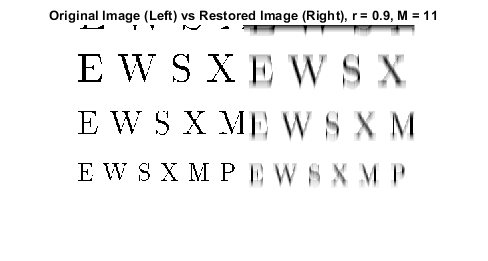 Original Image (Left) vs Restored Image (Right), r = 0.9, M = 11
E W S X E W S X
E W S X M E W S X M
E W S X M P E W S X M P